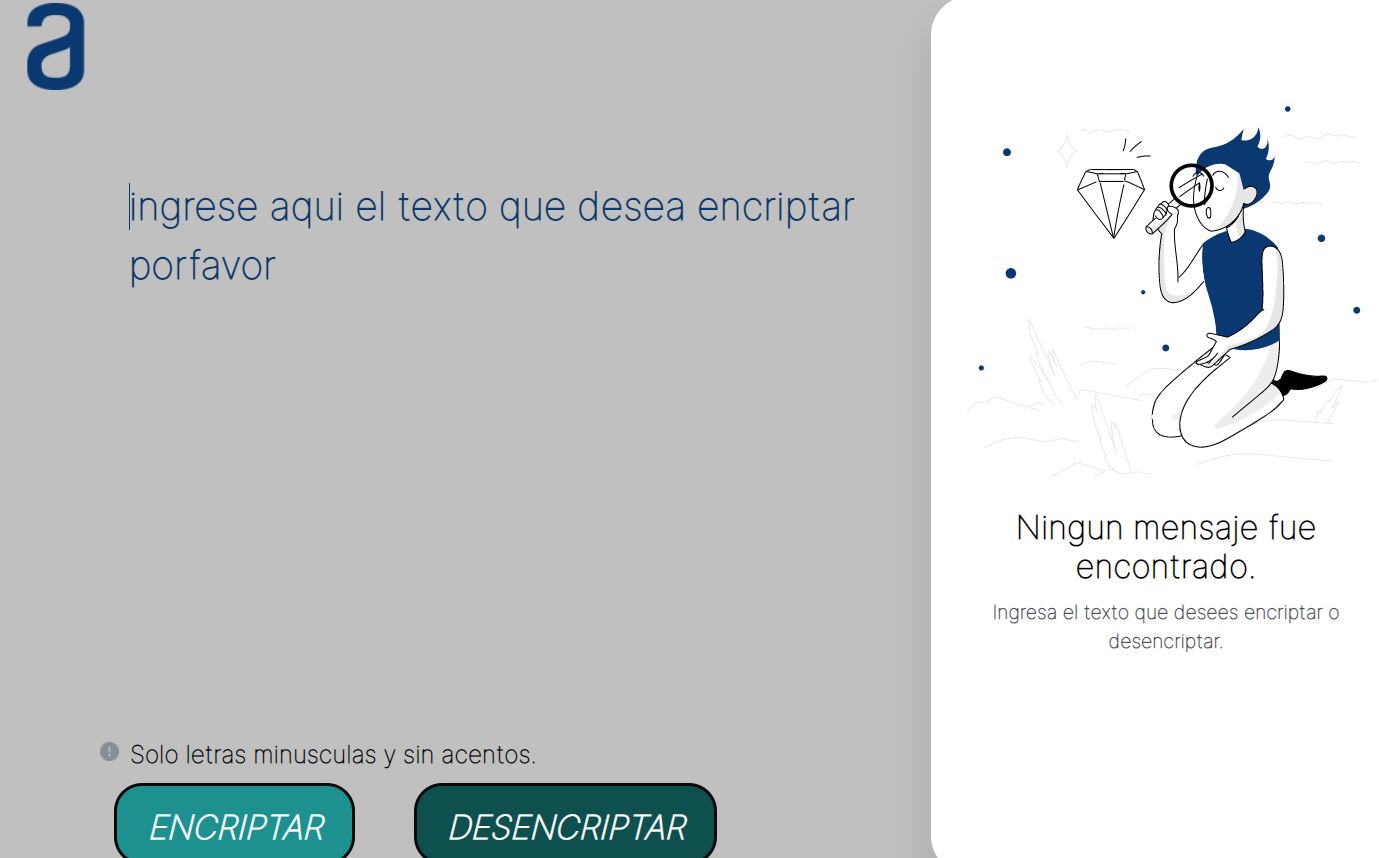 a
ingrese aqui el texto que desea encriptar
porfavor
Solo letras minusculas y sin acentos.
ENCRIPTAR
DESENCRIPTAR
Ningun mensaje fue
encontrado.
Ingresa el texto que desees encriptar o
desencriptar.